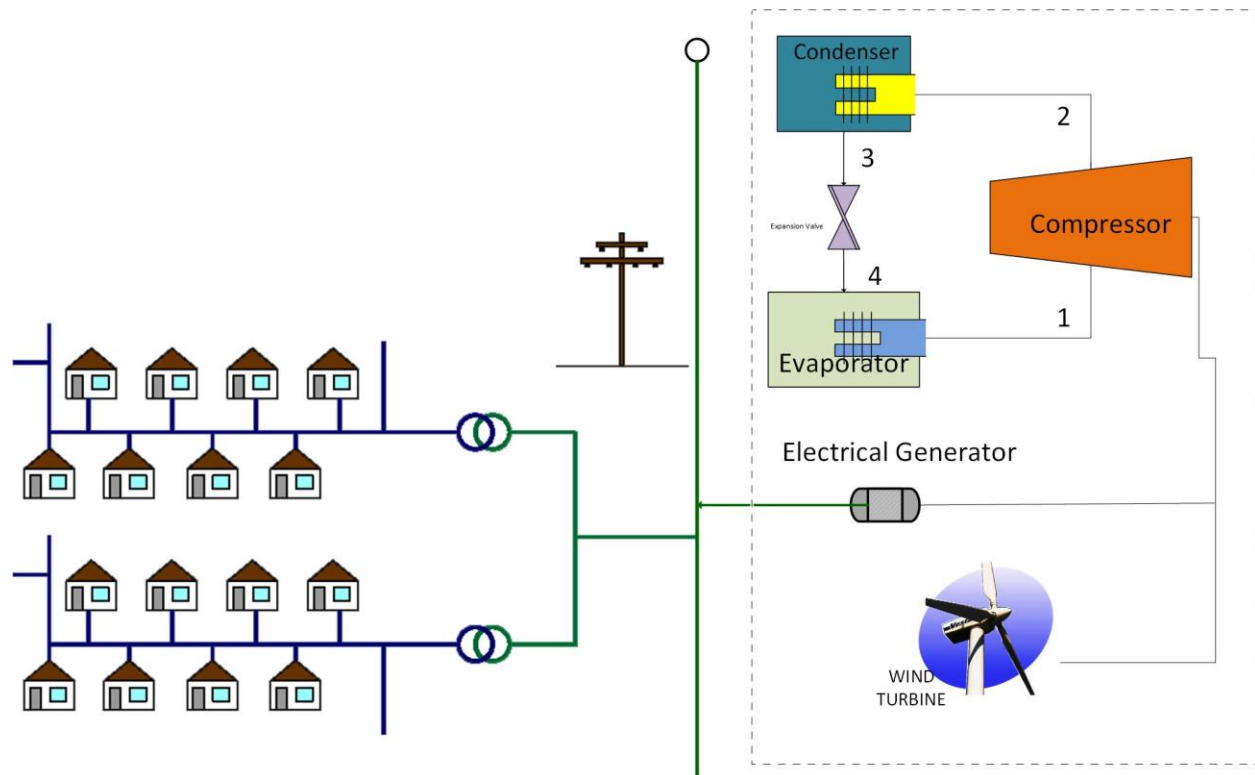 Condenser
2
3
Expansion Valve
Compressor
4
1
Evaporator
Electrical Generator
WIND
TURBINE